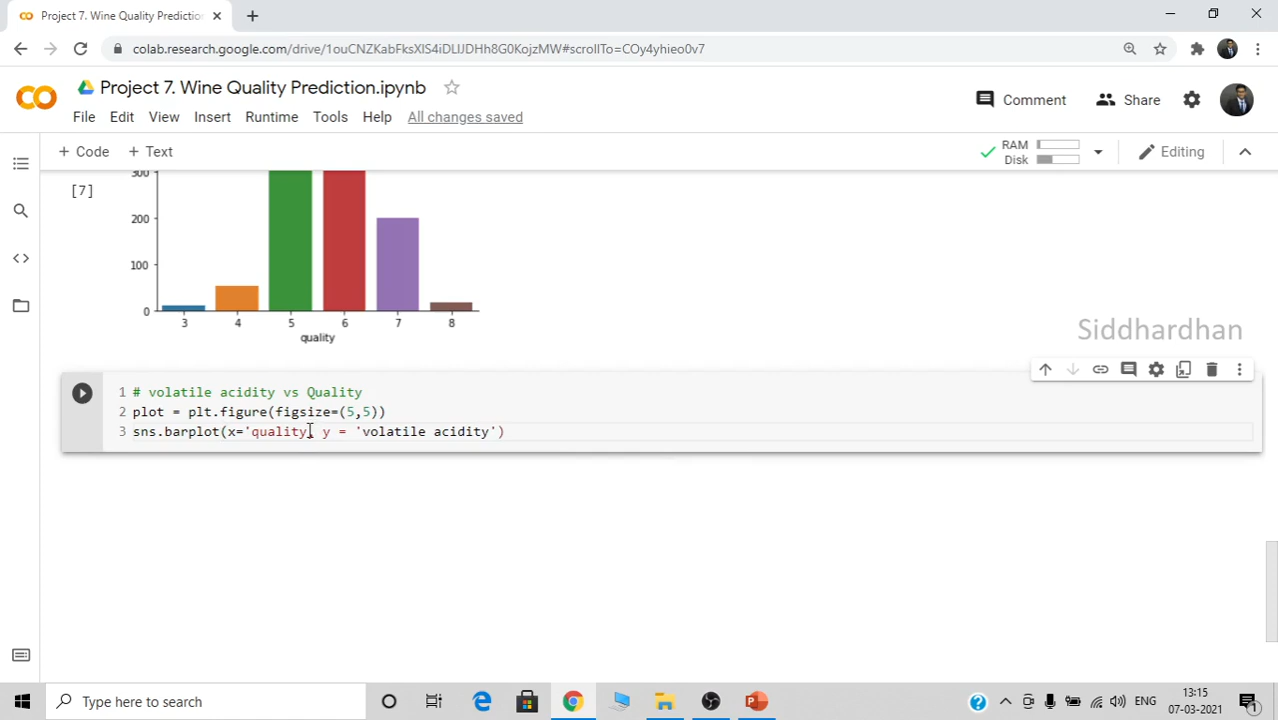 Project 7. Wine Quality Predictio
colab.research.google.com/drive/1ouCNZKabFksXlS4iDLlJDHh8G0KojzMW#scrollTo=COy4yhieo0v7
Project 7. Wine Quality Prediction.ipynb
Comment
Share
File Edit View Insert Runtime Tools Help All changes saved
+ Code + Text
RAM
Disk
Editing
[7]
300
200
100
0
3 4 5 6 7 8
quality
Siddhardhan
1 # volatile acidity vs Quality
2 plot = plt.figure(figsize=(5,5))
3 sns.barplot(x='quality, y = 'volatile acidity')
Type here to search
ENG
13:15
07-03-2021
1